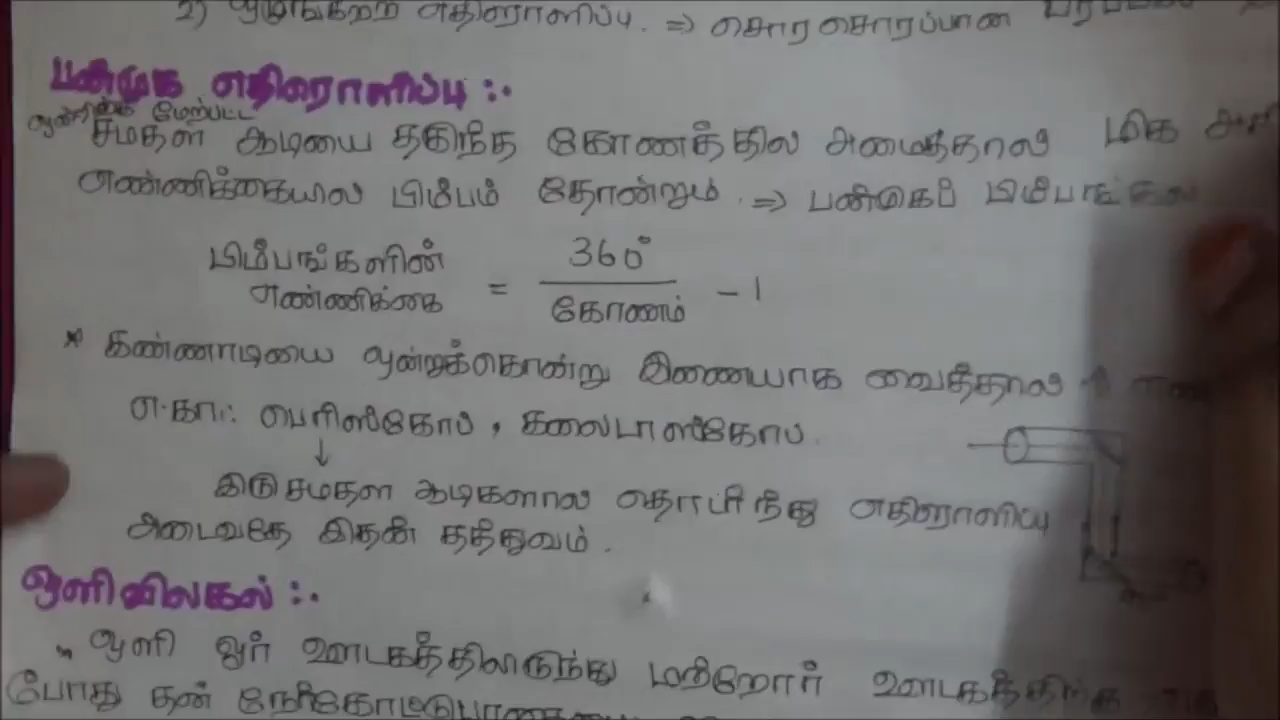 2) ஒழுங்கற்ற எதிரொளிப்பு. => சொர சொரப்பான
பன்முக எதிரொளிப்பு :.
ஒன்றிற்கு மேற்பட்ட
சமதள ஆடியை தகுந்த கோணத்தில் அமைத்தால் மிக
எண்ணிக்கையில் பிம்பம் தோன்றும். => பன்முகப் பிம்பங்கள்
பிம்பங்களின்
எண்ணிக்கை = 360° / கோணம் - 1
* கண்ணாடியை ஒன்றுக்கொன்று இணையாக வைத்தால்
எ.கா: பெரிஸ்கோப், கலைடாஸ்கோப்.
↓
இரு சமதள ஆடிகளால் தொடர்ந்து எதிரொளிப்பு
அடைவதே இதன் தத்துவம்.
ஒளிவிலகல் :.
ஒளி ஓர் ஊடகத்திலிருந்து மற்றோர் ஊடகத்திற்கு
போது தன் நேர்கோட்டுப்பாதையை